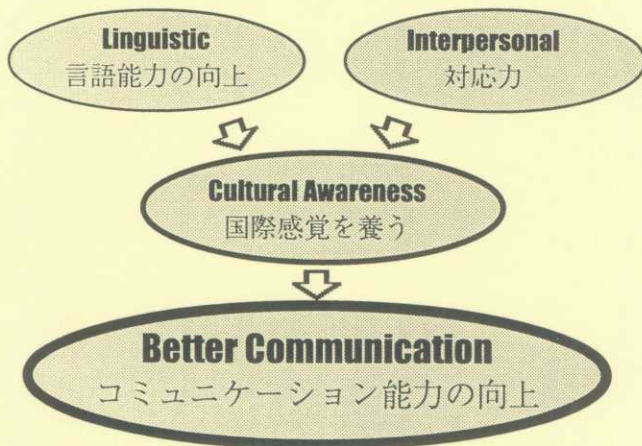 Linguistic
言語能力の向上
Interpersonal
対応力
Cultural Awareness
国際感覚を養う
Better Communication
コミュニケーション能力の向上